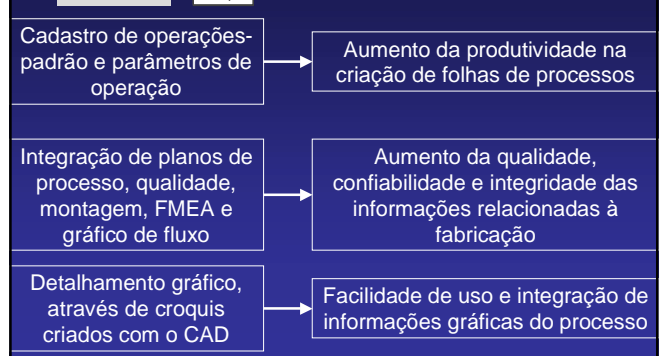 Cadastro de operações-
padrão e parâmetros de
operação
Aumento da produtividade na
criação de folhas de processos
Integração de planos de
processo, qualidade,
montagem, FMEA e
gráfico de fluxo
Aumento da qualidade,
confiabilidade e integridade das
informações relacionadas à
fabricação
Detalhamento gráfico,
através de croquis
criados com o CAD
Facilidade de uso e integração de
informações gráficas do processo